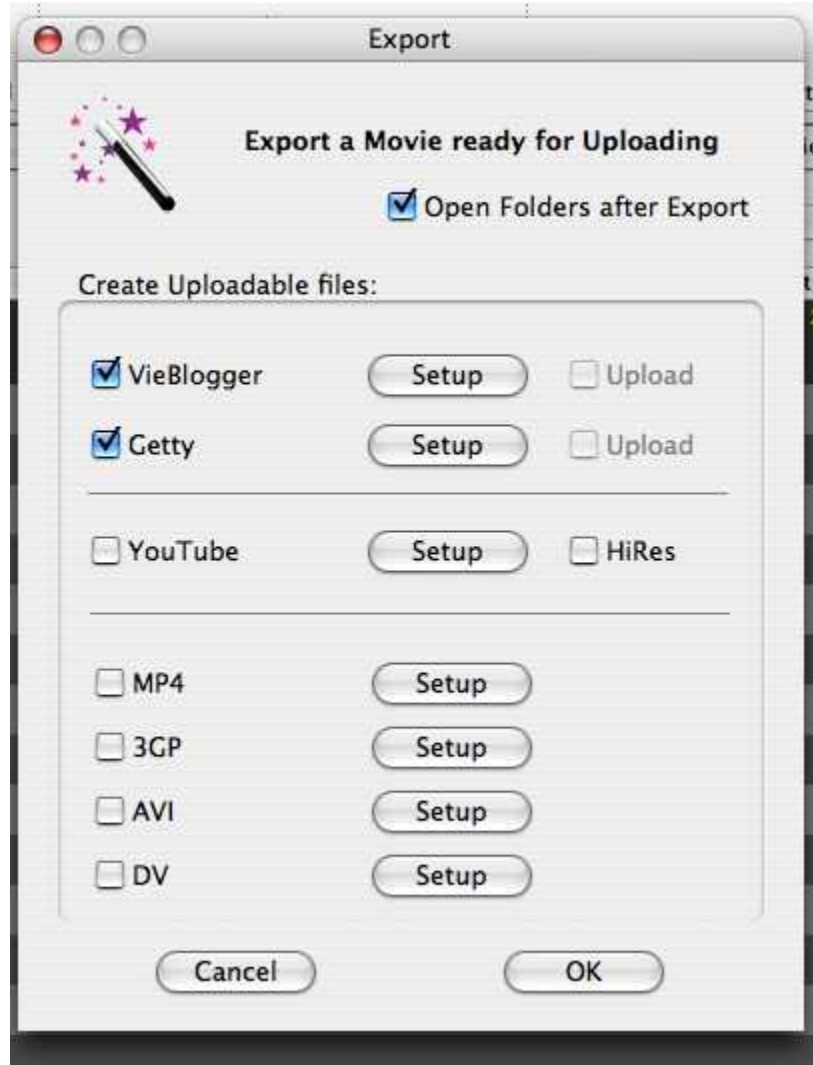 Export
Export a Movie ready for Uploading
Open Folders after Export
Create Uploadable files:
VieBlogger Setup Upload
Getty Setup Upload
YouTube Setup HiRes
MP4 Setup
3GP Setup
AVI Setup
DV Setup
Cancel OK